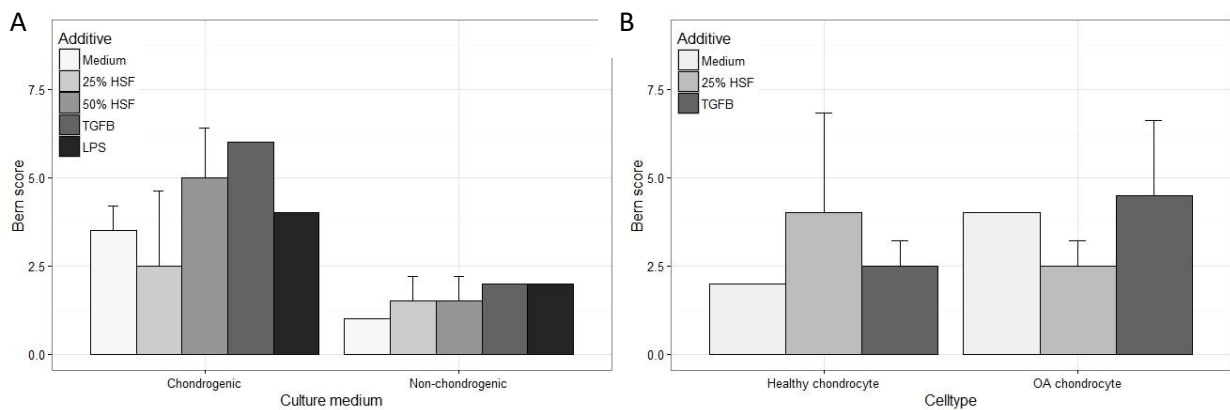 A
Additive
Medium
25% HSF
50% HSF
TGFB
LPS
7.5
5.0
2.5
0.0
Bern score
Chondrogenic
Non-chondrogenic
Culture medium
B
Additive
Medium
25% HSF
TGFB
7.5
5.0
2.5
0.0
Bern score
Healthy chondrocyte
OA chondrocyte
Celltype